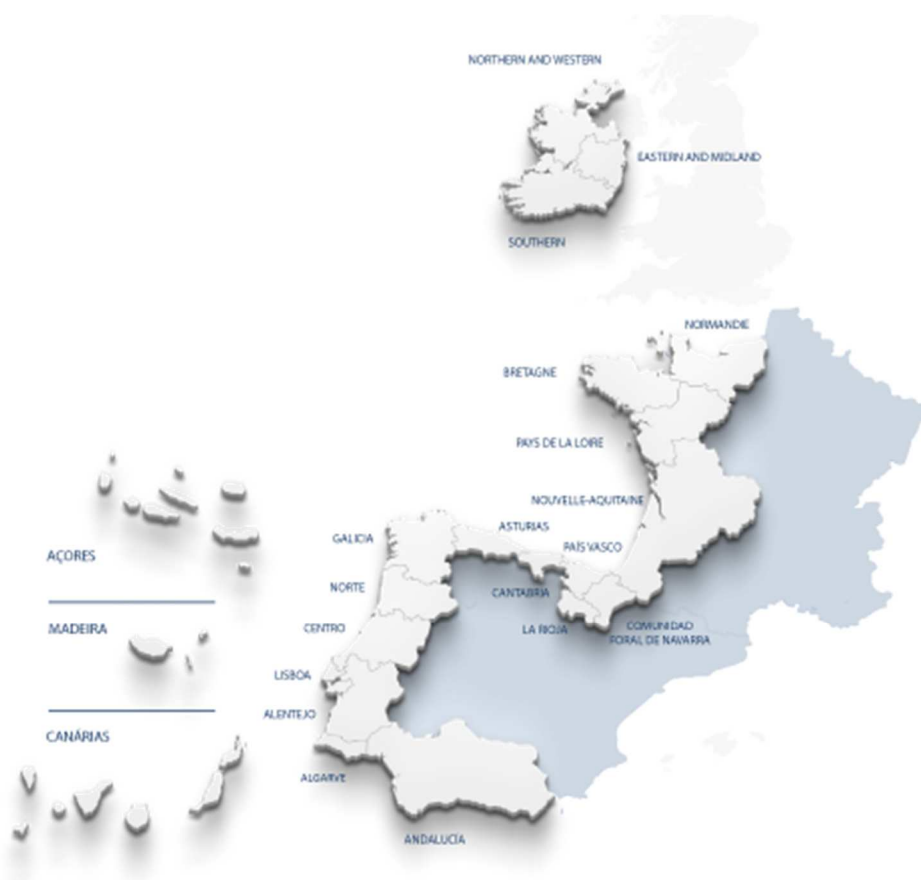 NORTHERN AND WESTERN
EASTERN AND MIDLAND
SOUTHERN
NORMANDIE
BRETAGNE
PAYS DE LA LOIRE
NOUVELLE-AQUITAINE
ASTURIAS
GALICIA
PAÍS VASCO
AÇORES
NORTE
CANTABRIA
MADEIRA
CENTRO
LA RIOJA
COMUNIDAD
FORAL DE NAVARRA
LISBOA
ALENTEJO
CANÁRIAS
ALGARVE
ANDALUCÍA